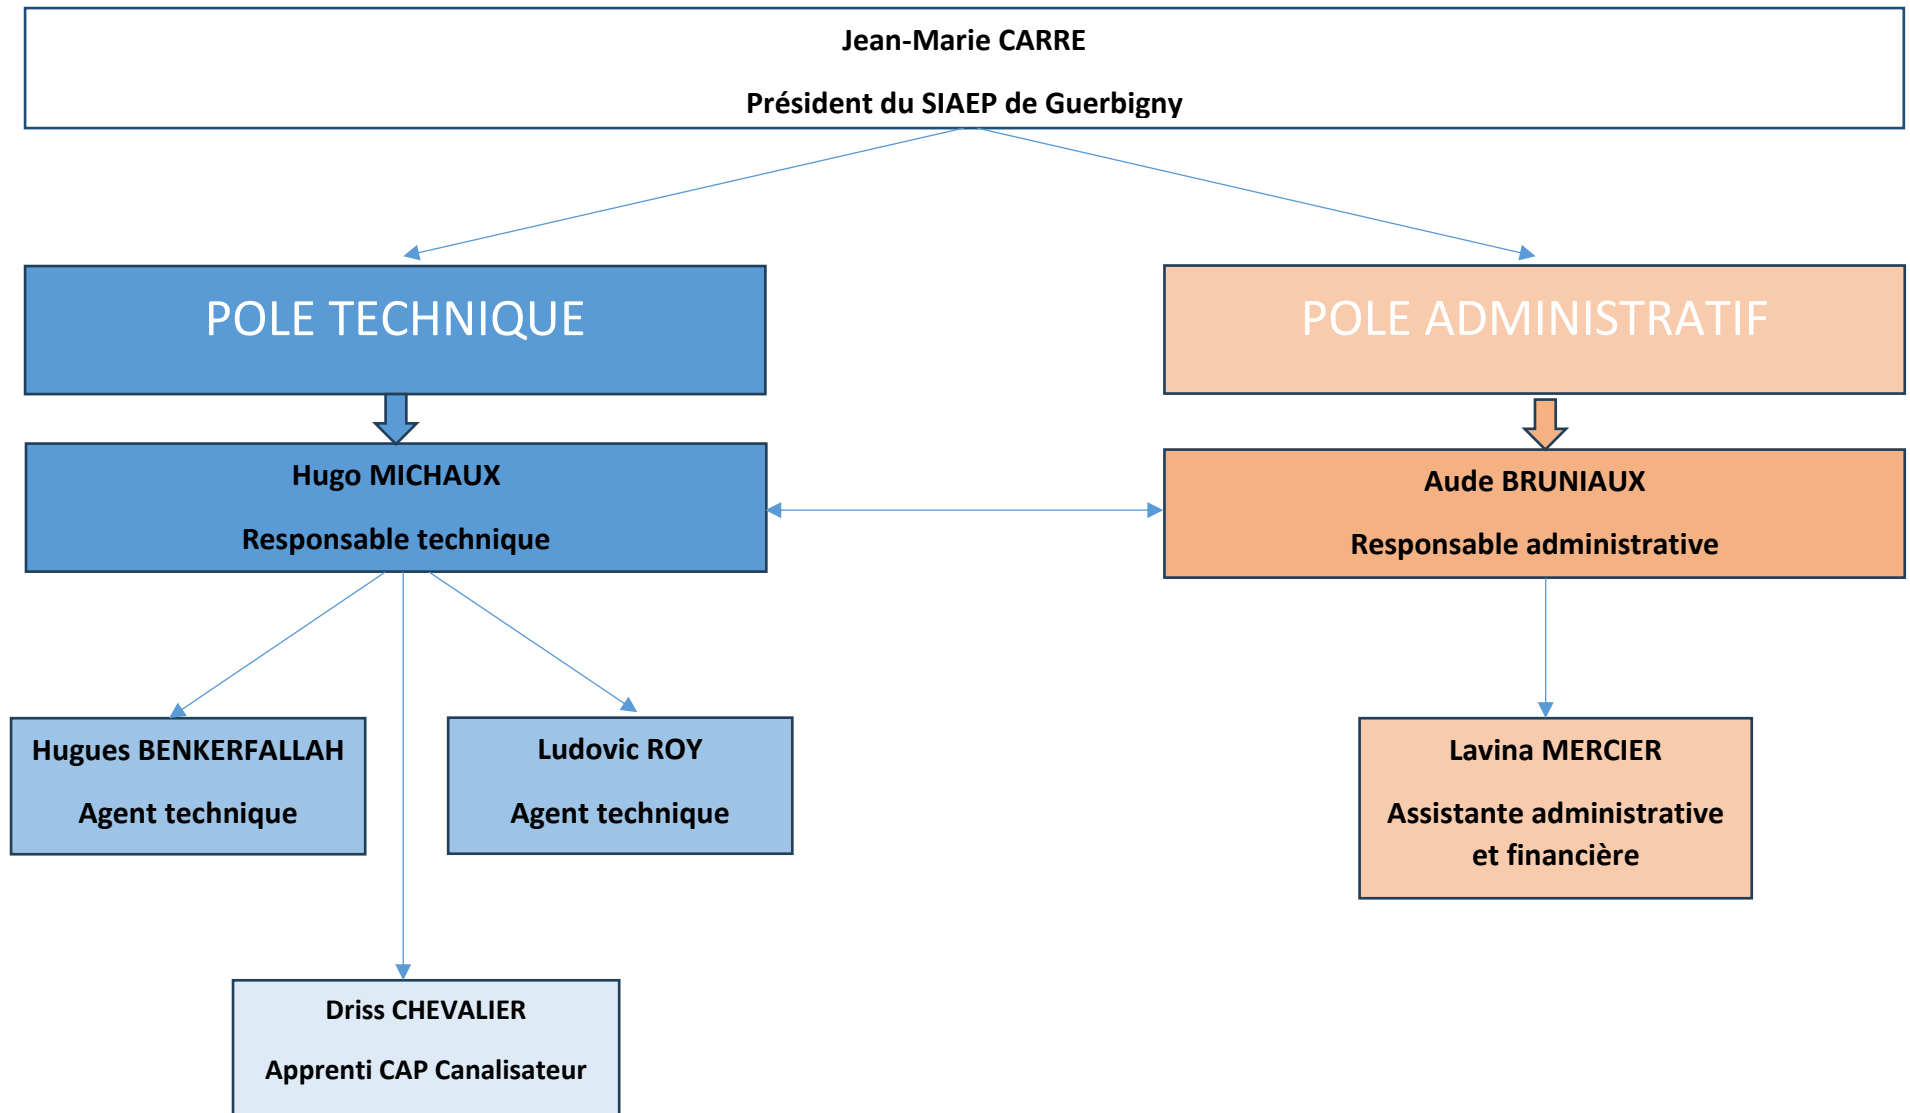 Jean-Marie CARRE
Président du SIAEP de Guerbigny
POLE TECHNIQUE
POLE ADMINISTRATIF
Hugo MICHAUX
Responsable technique
Aude BRUNIAUX
Responsable administrative
Hugues BENKERFALLAH
Agent technique
Ludovic ROY
Agent technique
Lavina MERCIER
Assistante administrative
et financière
Driss CHEVALIER
Apprenti CAP Canalisateur